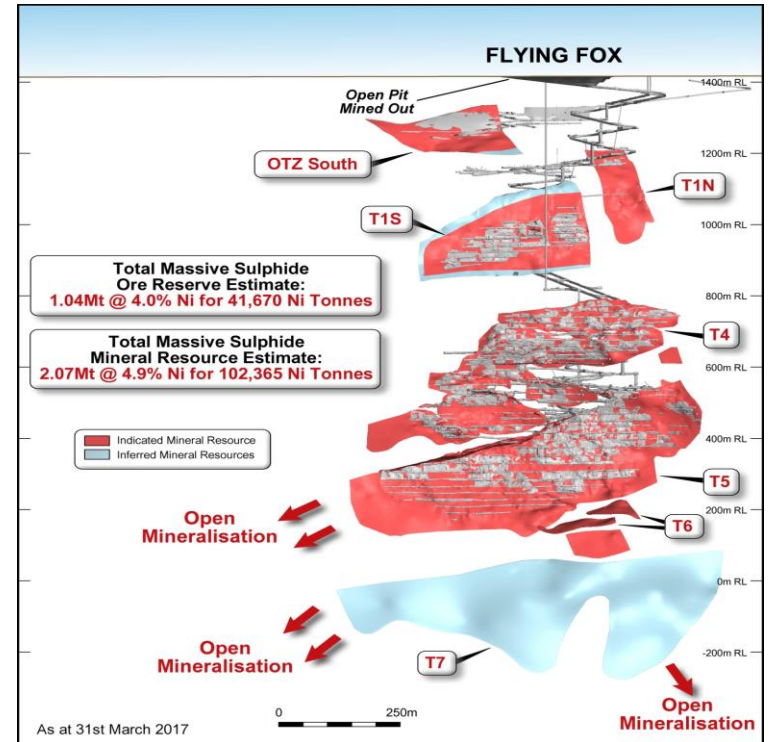 FLYING FOX
1400m RL
Open Pit
Mined Out
OTZ South
1200m RL
T1N
T1S
1000m RL
Total Massive Sulphide
Ore Reserve Estimate:
1.04Mt @ 4.0% Ni for 41,670 Ni Tonnes
800m RL
T4
Total Massive Sulphide
Mineral Resource Estimate:
2.07Mt @ 4.9% Ni for 102,365 Ni Tonnes
600m RL
Indicated Mineral Resource
Inferred Mineral Resources
400m RL
T5
200m RL
Open
Mineralisation
T6
0m RL
Open
Mineralisation
T7
-200m RL
Open
Mineralisation
0 250m
As at 31st March 2017